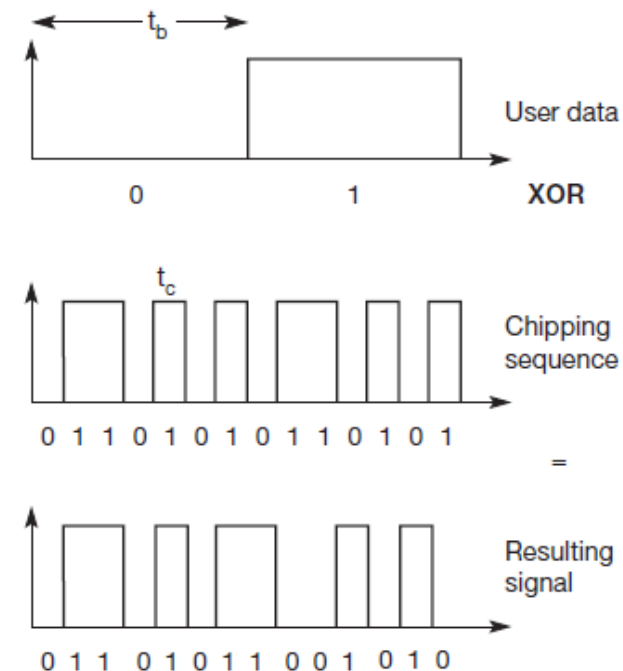 t_b
User data
0 1 XOR
t_c
Chipping
sequence
0 1 1 0 1 0 1 0 1 1 0 1 0 1
=
Resulting
signal
0 1 1 0 1 0 1 1 0 0 1 0 1 0